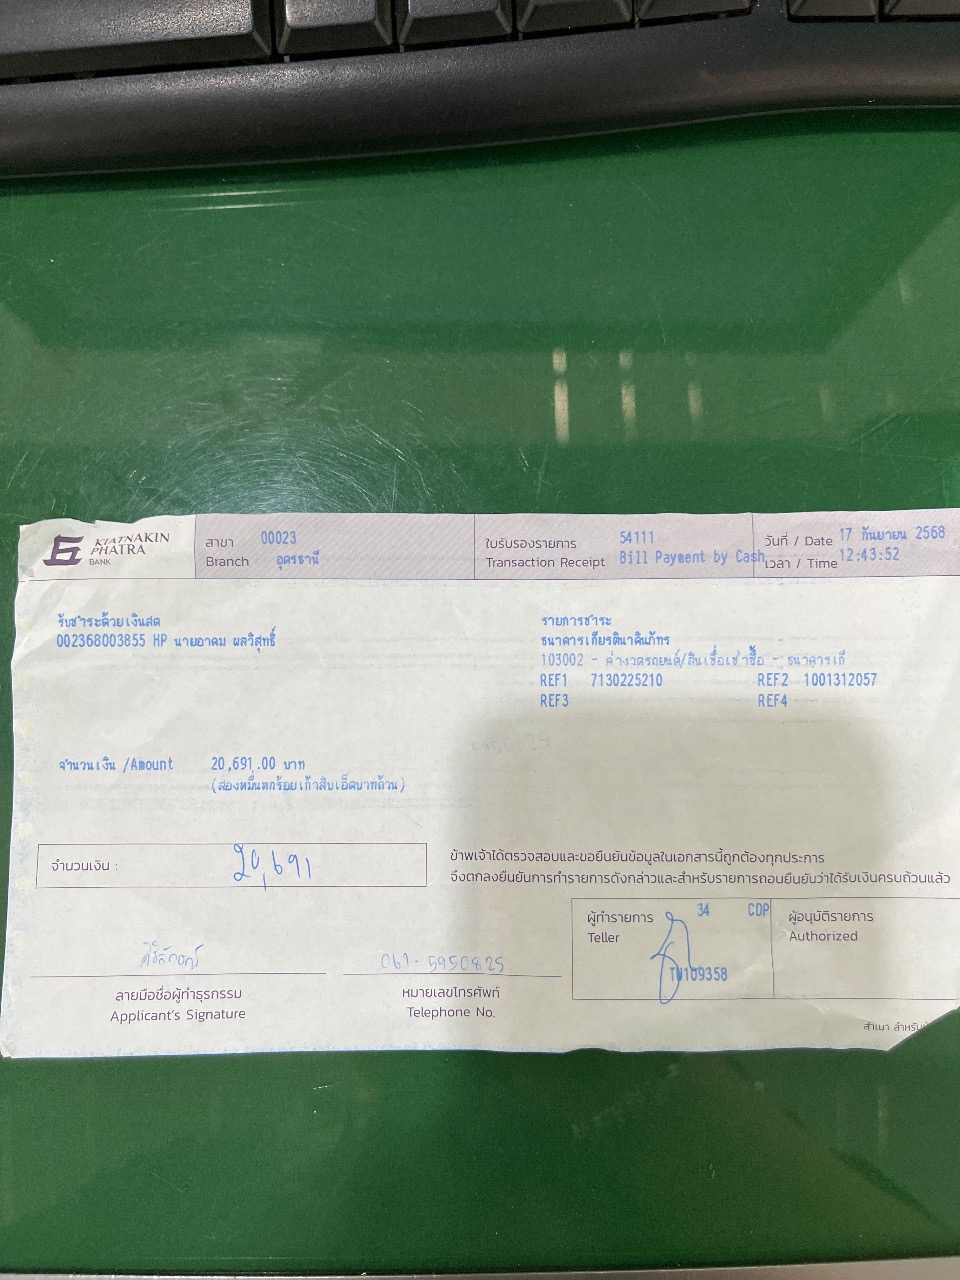 KIATNAKIN
PHATRA
BANK
สาขา 00023
Branch อุดรธานี
ใบรับรองรายการ 54111
Transaction Receipt Bill Payment by Cash
วันที่ / Date 17 กันยายน 2568
เวลา / Time 12:43:52
รับชำระด้วยเงินสด
002368003855 HP นายอาคม ผลวิสุทธิ์
รายการชำระ
ธนาคารเกียรตินาคินภัทร
103002 - ค่างวดรถยนต์/สินเชื่อเช่าซื้อ - ธนาคารเกี
REF1 7130225210 REF2 1001312057
REF3 REF4
จำนวนเงิน /Amount 20,691.00 บาท
(สองหมื่นหกร้อยเก้าสิบเอ็ดบาทถ้วน)
จำนวนเงิน : 20,691
ข้าพเจ้าได้ตรวจสอบและขอยืนยันข้อมูลในเอกสารนี้ถูกต้องทุกประการ
จึงตกลงยืนยันการทำรายการดังกล่าวและสำหรับรายการถอนยืนยันว่าได้รับเงินครบถ้วนแล้ว
ผู้ทำรายการ 34 CDP
Teller
TU109358
ผู้อนุมัติรายการ
Authorized
061-5950825
ลายมือชื่อผู้ทำธุรกรรม
Applicant's Signature
หมายเลขโทรศัพท์
Telephone No.
สำเนา สำหรับ